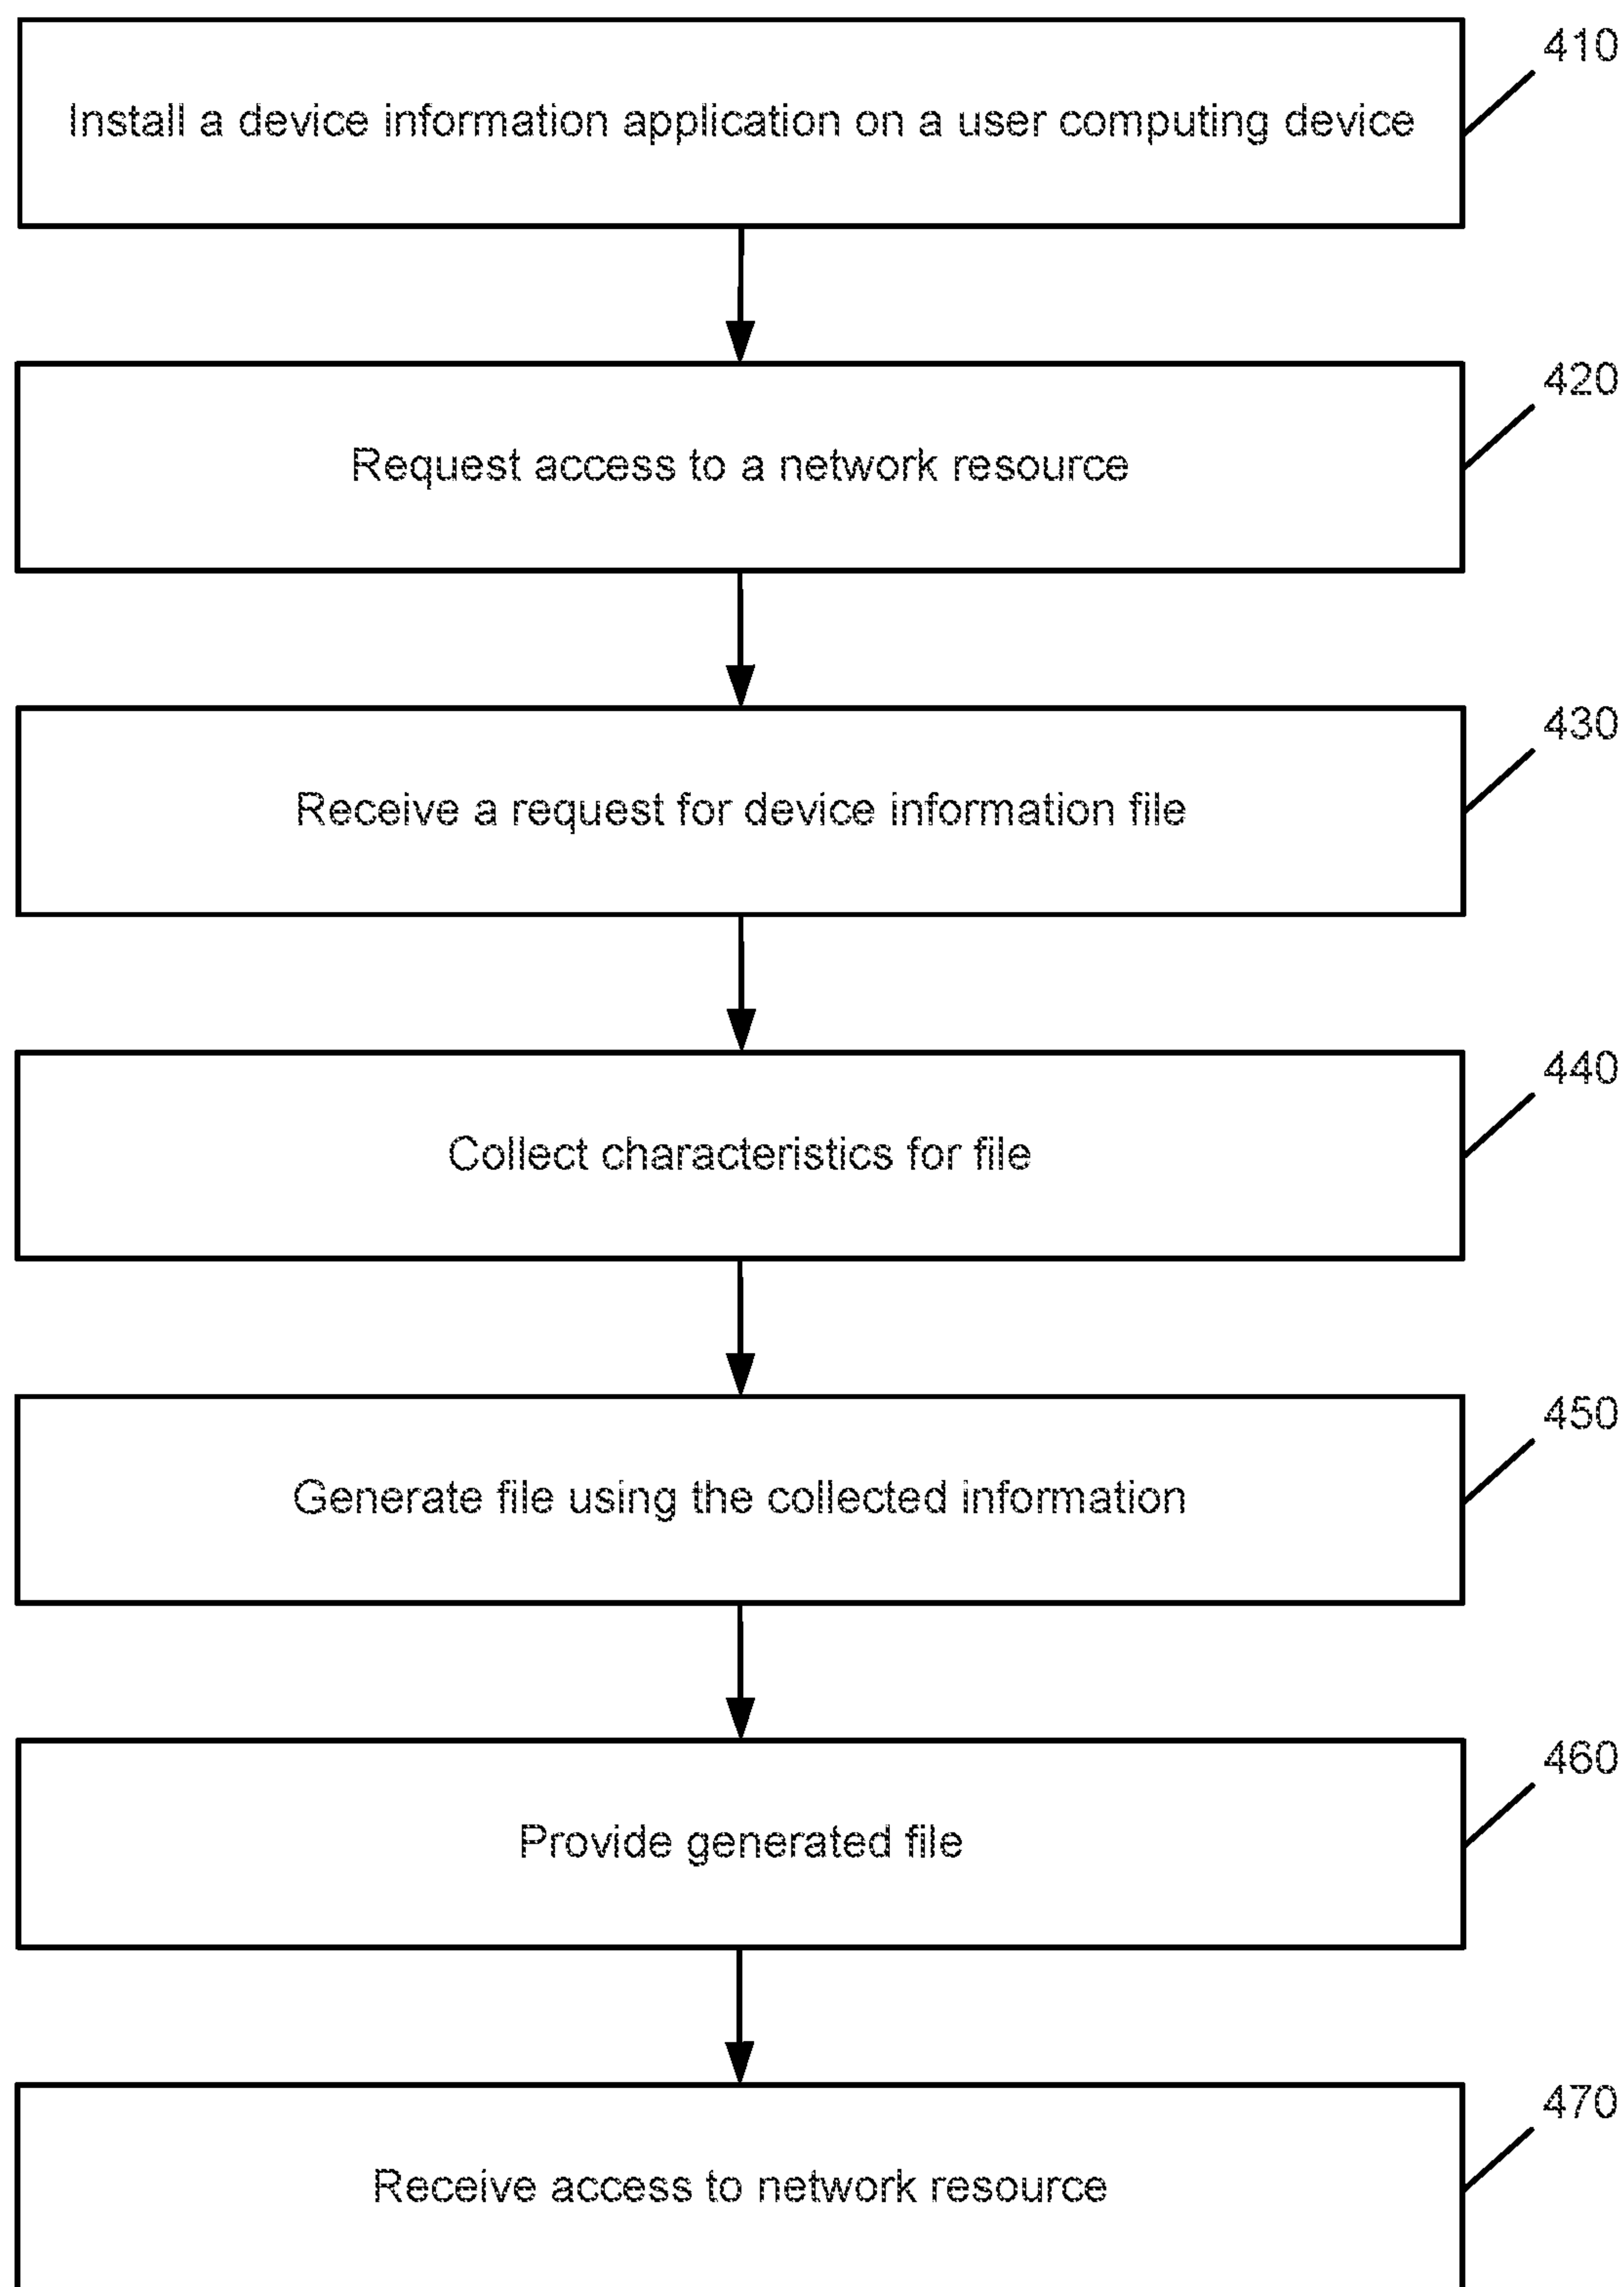 410
Install a device information application on a user computing device
420
Request access to a network resource
430
Receive a request for device information file
440
Collect characteristics for file
450
Generate file using the collected information
460
Provide generated file
470
Receive access to network resource